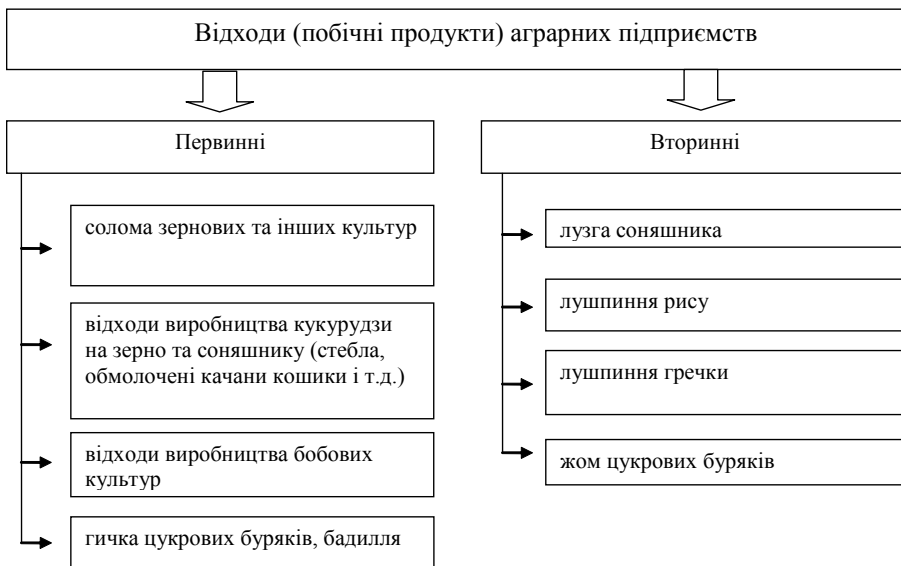 Відходи (побічні продукти) аграрних підприємств
Первинні
солома зернових та інших культур
відходи виробництва кукурудзи
на зерно та соняшнику (стебла,
обмолочені качани кошики і т.д.)
відходи виробництва бобових
культур
гичка цукрових буряків, бадилля
Вторинні
лузга соняшника
лушпиння рису
лушпиння гречки
жом цукрових буряків